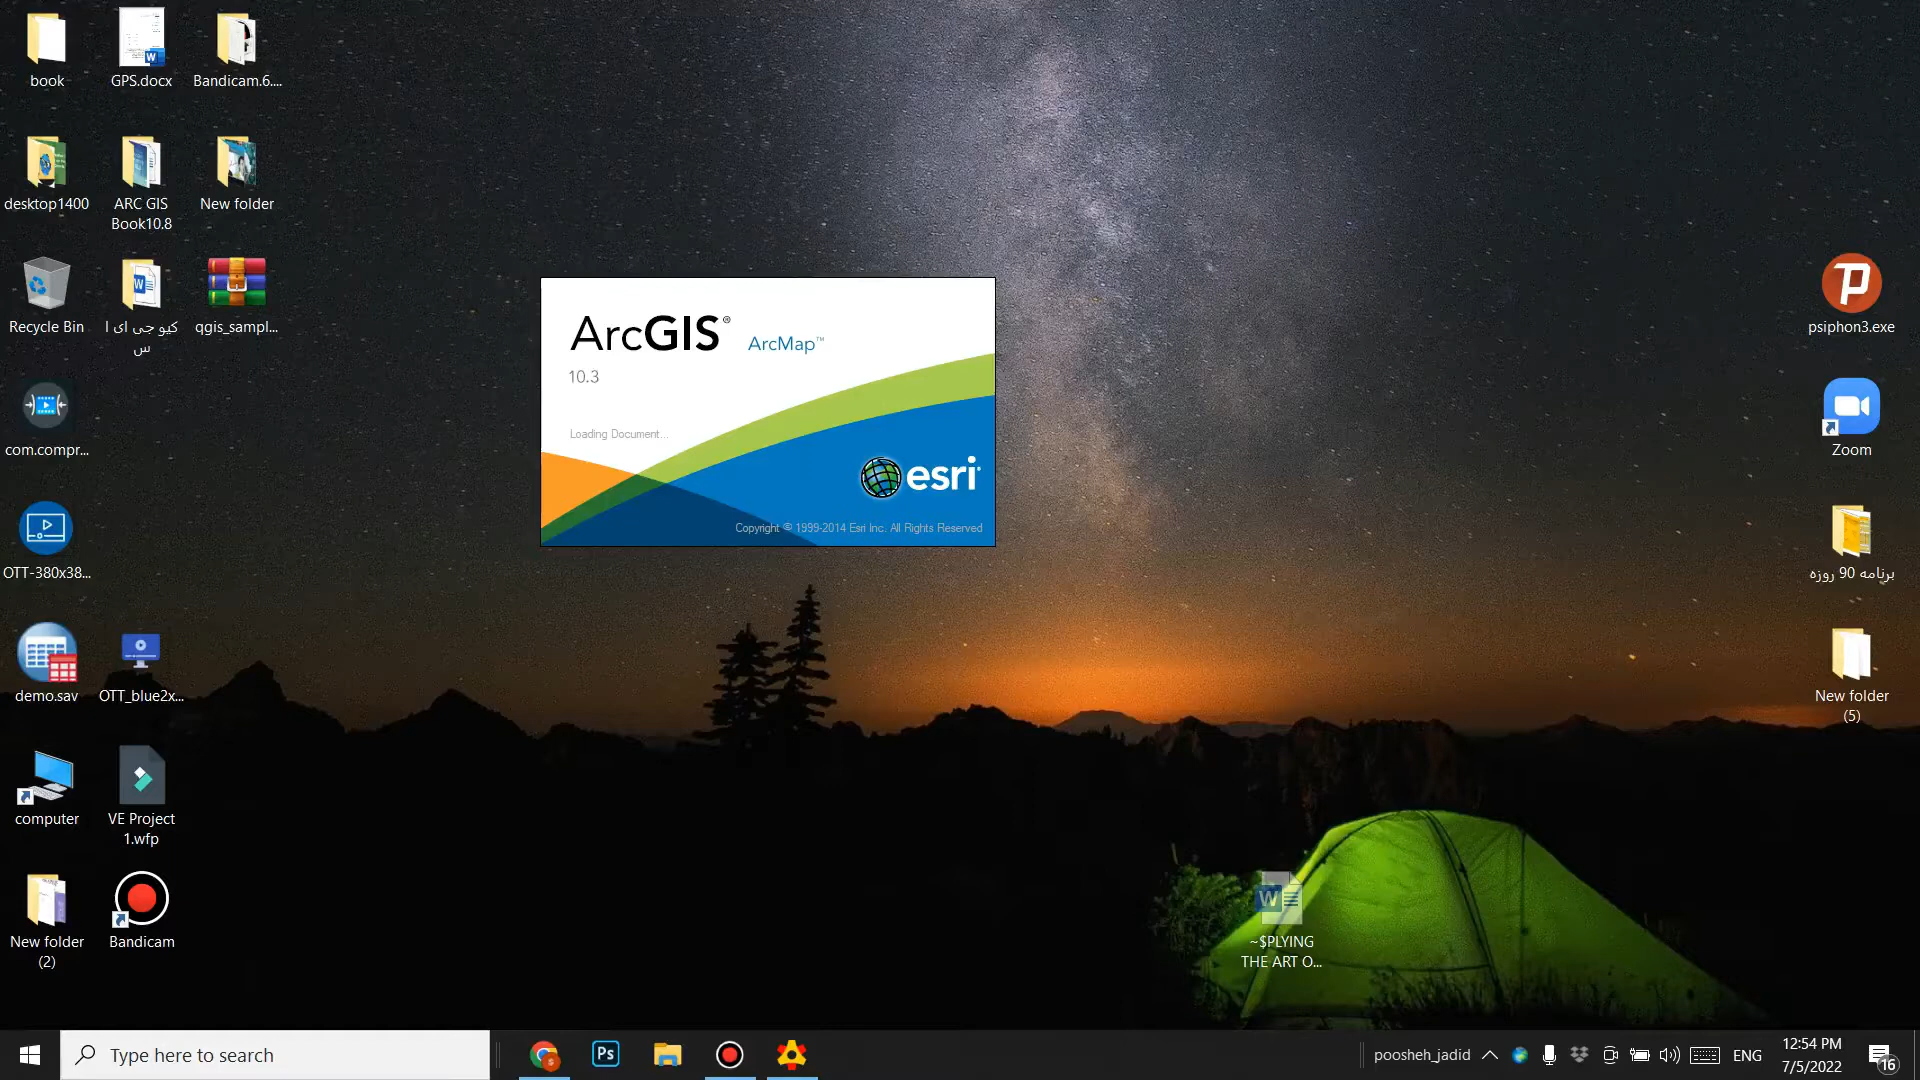 book
GPS.docx
Bandicam.6....
desktop1400
ARC GIS
Book10.8
New folder
Recycle Bin
کیو جی ای ا
س
qgis_sampl...
com.compr...
OTT-380x38...
demo.sav
OTT_blue2x...
computer
VE Project
1.wfp
New folder
(2)
Bandicam
ArcGIS®
ArcMap™
10.3
Loading Document...
esri
Copyright © 1999-2014 Esri Inc. All Rights Reserved
psiphon3.exe
Zoom
برنامه 90 روزه
New folder
(5)
~$PLYING
THE ART O...
Type here to search
Ps
poosheh_jadid
ENG
12:54 PM
7/5/2022
16